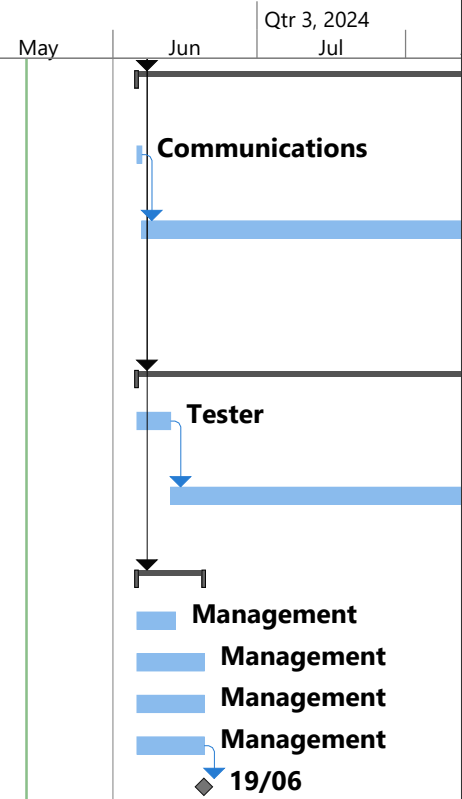 Qtr 3, 2024
May
Jun
Jul
Communications
Tester
Management
Management
Management
Management
19/06